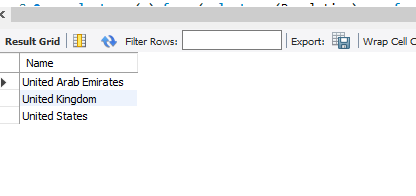 Result Grid Filter Rows: Export: Wrap Cell C
Name
United Arab Emirates
United Kingdom
United States